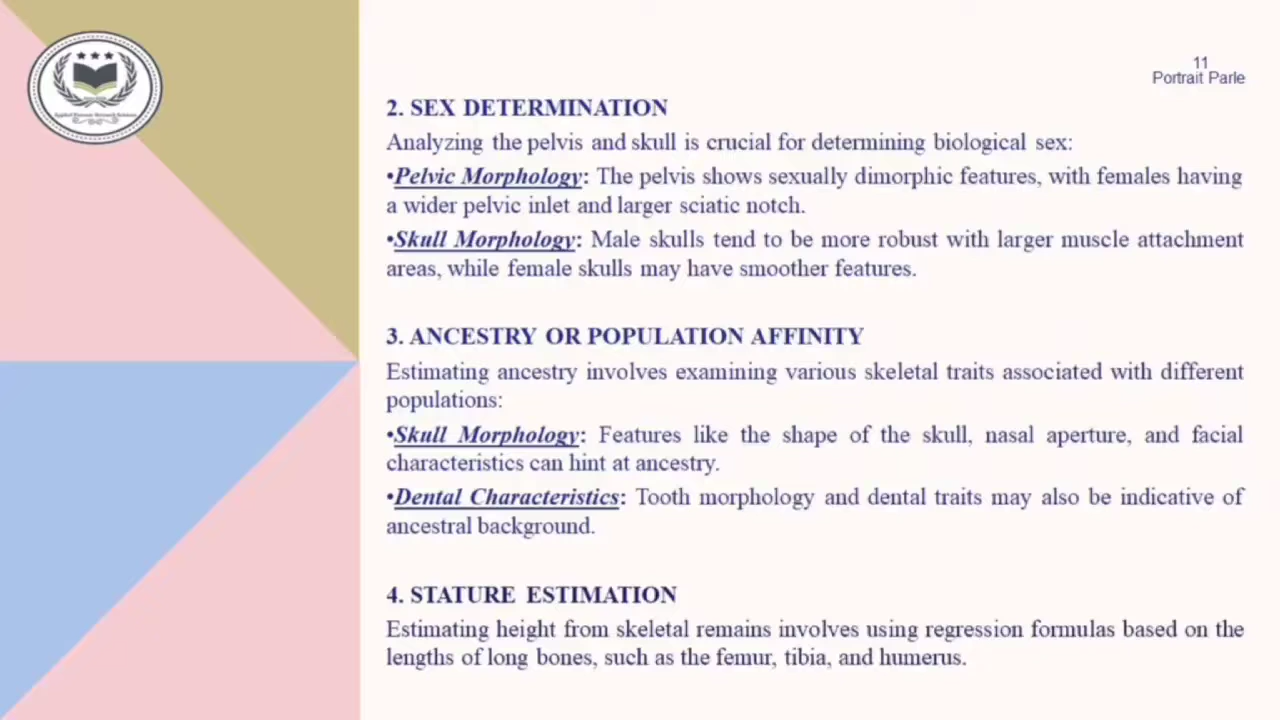 11
Portrait Parle
2. SEX DETERMINATION
Analyzing the pelvis and skull is crucial for determining biological sex:
•Pelvic Morphology: The pelvis shows sexually dimorphic features, with females having
a wider pelvic inlet and larger sciatic notch.
•Skull Morphology: Male skulls tend to be more robust with larger muscle attachment
areas, while female skulls may have smoother features.
3. ANCESTRY OR POPULATION AFFINITY
Estimating ancestry involves examining various skeletal traits associated with different
populations:
•Skull Morphology: Features like the shape of the skull, nasal aperture, and facial
characteristics can hint at ancestry.
•Dental Characteristics: Tooth morphology and dental traits may also be indicative of
ancestral background.
4. STATURE ESTIMATION
Estimating height from skeletal remains involves using regression formulas based on the
lengths of long bones, such as the femur, tibia, and humerus.